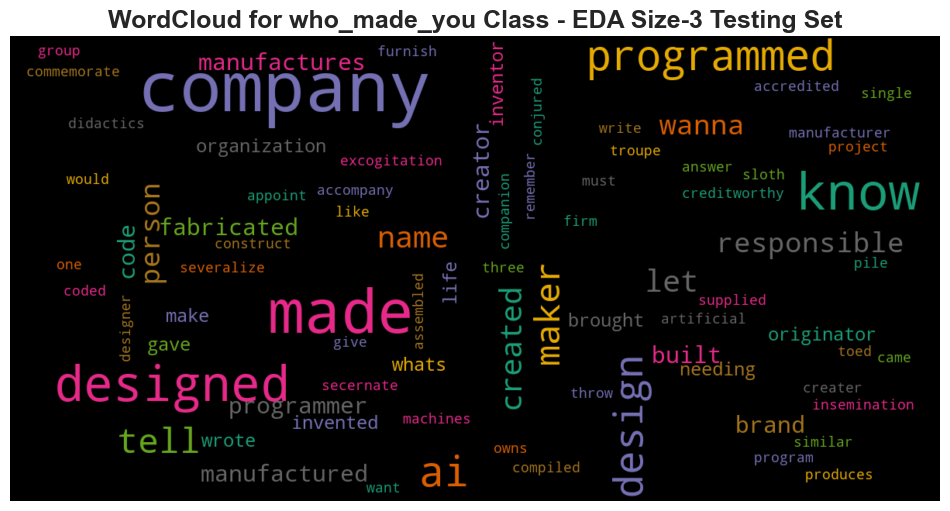 WordCloud for who_made_you Class - EDA Size-3 Testing Set
group
manufactures
furnish
inventor
programmed
commemorate
company
conjured
accredited
single
didactics
organization
excogitation
creator
write
wanna
manufacturer
troupe
project
would
appoint
accompany
remember
must
answer
sloth
creditworthy
know
person
like
companion
firm
code
fabricated
construct
name
responsible
one
severalize
life
three
let
pile
coded
made
assembled
created
maker
supplied
designer
make
give
brought
artificial
originator
gave
whats
built
toed
came
designed
secernate
needing
throw
design
creater
insemination
programmer
invented
machines
brand
tell
wrote
owns
similar
program
manufactured
ai
compiled
produces
want